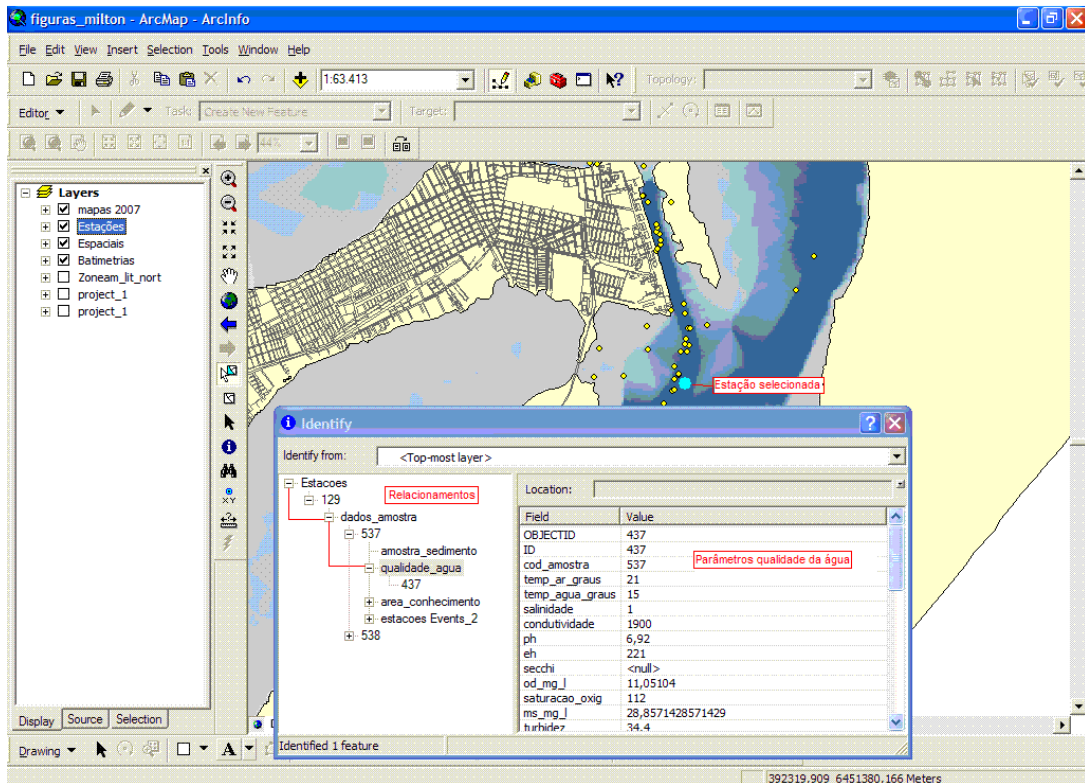 figuras_milton - ArcMap - ArcInfo
File Edit View Insert Selection Tools Window Help
1:63.413
Topology:
Editor
Task: Create New Feature
Target:
44%
Layers
mapas 2007
Estações
Espaciais
Batimetrias
Zoneam_lit_nort
project_1
project_1
Estação selecionada
Identify
Identify from: <Top-most layer>
Estacoes
129
Relacionamentos
dados_amostra
537
amostra_sedimento
qualidade_agua
437
area_conhecimento
estacoes Events_2
538
Location:
Field Value
OBJECTID 437
ID 437
Parâmetros qualidade da água
cod_amostra 537
temp_ar_graus 21
temp_agua_graus 15
salinidade 1
condutividade 1900
ph 6,92
eh 221
secchi <null>
od_mg_l 11,05104
saturacao_oxig 112
ms_mg_l 28,8571428571429
turbidez 34,4
Identified 1 feature
Display Source Selection
Drawing A
392319,909 6451380,166 Meters